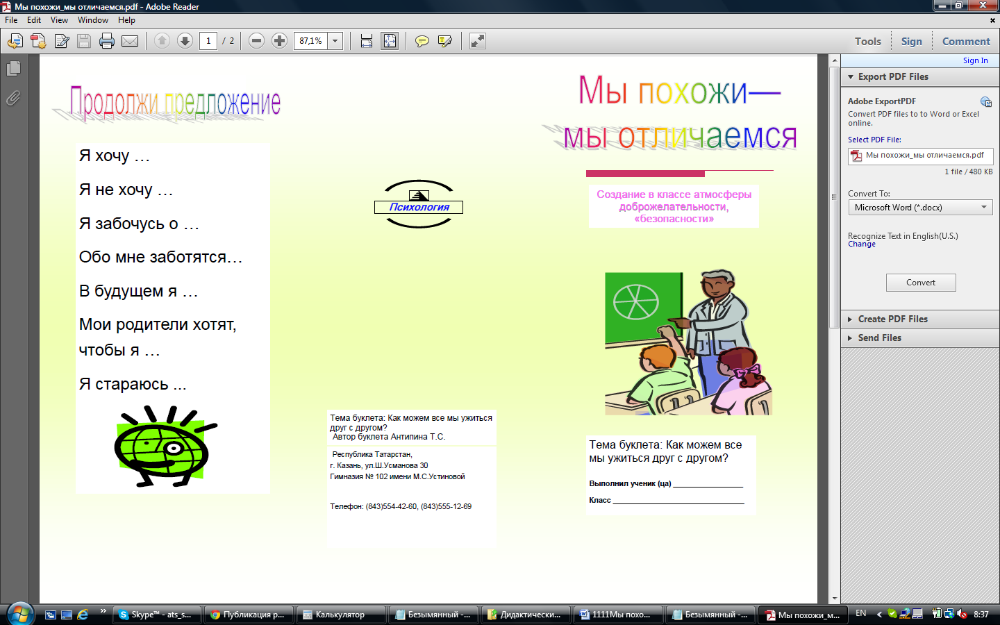 Мы похожи_мы отличаемся.pdf - Adobe Reader
File Edit View Window Help
1 / 2 87,1% Tools Sign Comment
Sign In
Export PDF Files
Adobe ExportPDF
Convert PDF files to to Word or Excel
online.
Select PDF File:
Мы похожи_мы отличаемся.pdf
1 file / 480 KB
Convert To:
Microsoft Word (*.docx)
Recognize Text in English(U.S.)
Change
Convert
Create PDF Files
Send Files
Продолжи предложение
Я хочу …
Я не хочу …
Я забочусь о …
Обо мне заботятся…
В будущем я …
Мои родители хотят,
чтобы я …
Я стараюсь ...
Психология
Тема буклета: Как можем все мы ужиться
друг с другом?
Автор буклета Антипина Т.С.
Республика Татарстан,
г. Казань, ул.Ш.Усманова 30
Гимназия № 102 имени М.С.Устиновой
Телефон: (843)554-42-60, (843)555-12-69
Мы похожи—
мы отличаемся
Создание в классе атмосферы
доброжелательности,
«безопасности»
Тема буклета: Как можем все
мы ужиться друг с другом?
Выполнил ученик (ца) ________________
Класс ______________________________
Skype™ - ats_s... Публикация р... Калькулятор Безымянный -... Дидактически... 1111Мы похо... Безымянный -... Мы похожи_м... EN 8:37